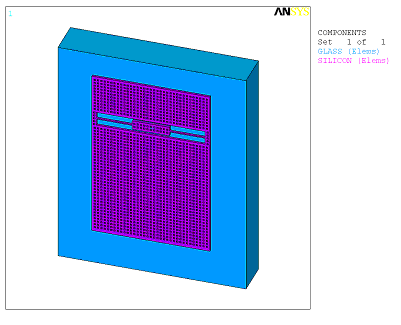 1
ANSYS
COMPONENTS
Set 1 of 1
GLASS (Elems)
SILICON (Elems)